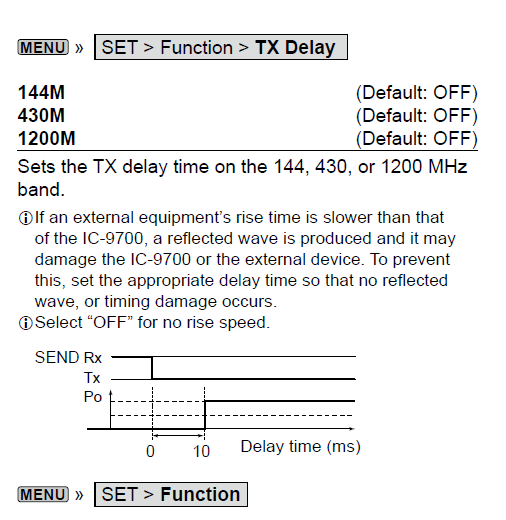 MENU » SET > Function > TX Delay
144M (Default: OFF)
430M (Default: OFF)
1200M (Default: OFF)
Sets the TX delay time on the 144, 430, or 1200 MHz
band.
ⓘIf an external equipment’s rise time is slower than that
of the IC-9700, a reflected wave is produced and it may
damage the IC-9700 or the external device. To prevent
this, set the appropriate delay time so that no reflected
wave, or timing damage occurs.
ⓘSelect “OFF” for no rise speed.
SEND Rx
Tx
Po
0 10 Delay time (ms)
MENU » SET > Function